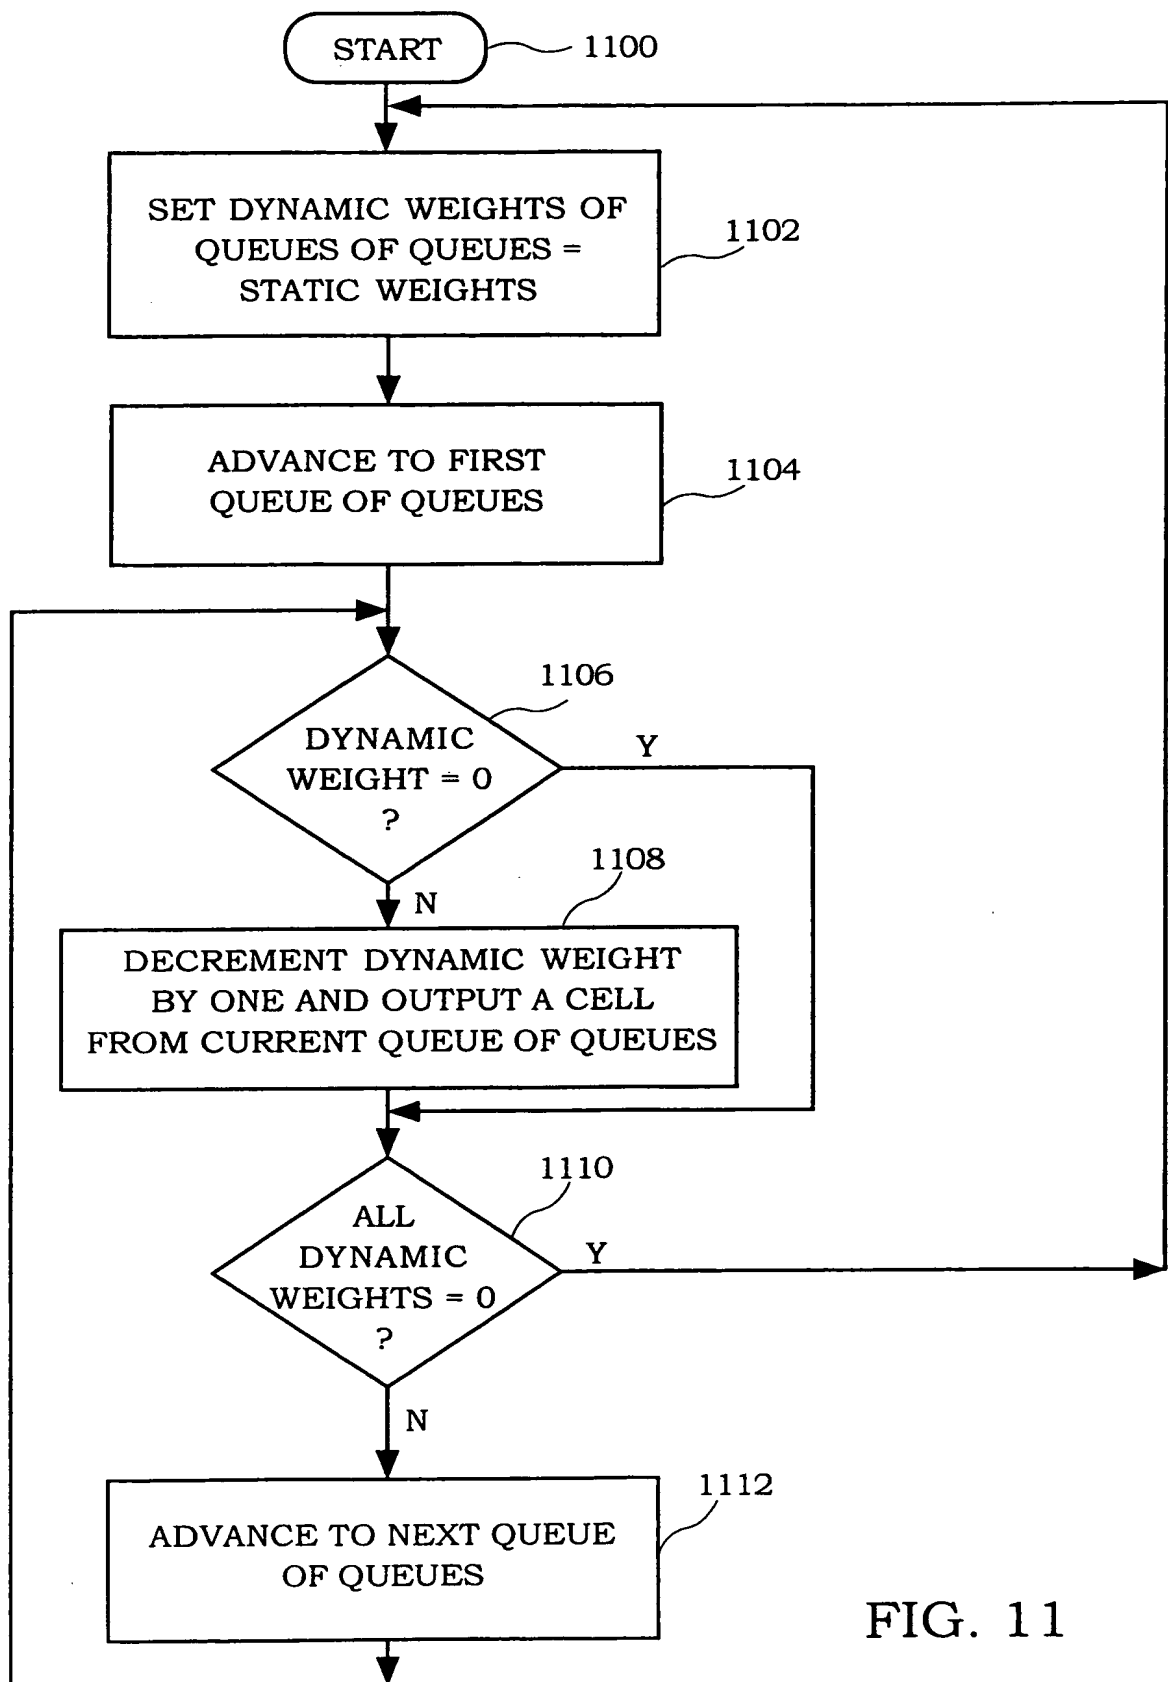 START
1100
SET DYNAMIC WEIGHTS OF
QUEUES OF QUEUES =
STATIC WEIGHTS
1102
ADVANCE TO FIRST
QUEUE OF QUEUES
1104
1106
DYNAMIC
WEIGHT = 0
?
Y
N
1108
DECREMENT DYNAMIC WEIGHT
BY ONE AND OUTPUT A CELL
FROM CURRENT QUEUE OF QUEUES
1110
ALL
DYNAMIC
WEIGHTS = 0
?
Y
N
1112
ADVANCE TO NEXT QUEUE
OF QUEUES
FIG. 11